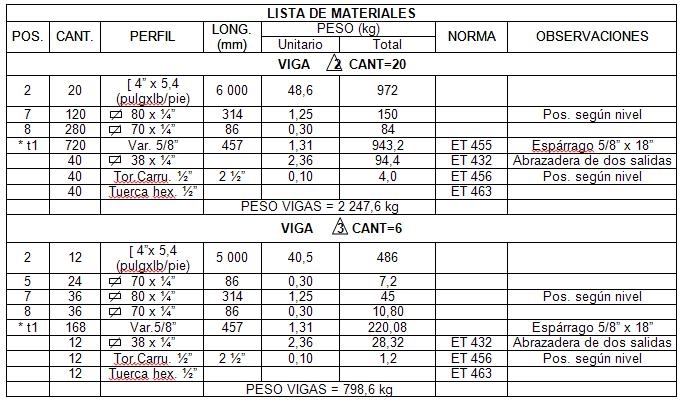 LISTA DE MATERIALES
POS. CANT. PERFIL LONG. (mm) PESO (kg) Unitario Total NORMA OBSERVACIONES
VIGA 2 CANT=20
2 20 [ 4” x 5,4 (pulgxlb/pie) 6 000 48,6 972
7 120 80 x ¼” 314 1,25 150 Pos. según nivel
8 280 70 x ¼” 86 0,30 84
* t1 720 Var. 5/8” 457 1,31 943,2 ET 455 Espárrago 5/8” x 18”
40 38 x ¼” 2,36 94,4 ET 432 Abrazadera de dos salidas
40 Tor.Carru. ½” 2 ½” 0,10 4,0 ET 456 Pos. según nivel
40 Tuerca hex. ½” ET 463
PESO VIGAS = 2 247,6 kg
VIGA 3 CANT=6
2 12 [ 4”x 5,4 (pulgxlb/pie) 5 000 40,5 486
5 24 70 x ¼” 86 0,30 7,2
7 36 80 x ¼” 314 1,25 45 Pos. según nivel
8 36 70 x ¼” 86 0,30 10,80
* t1 168 Var.5/8” 457 1,31 220,08 Espárrago 5/8” x 18”
12 38 x ¼” 2,36 28,32 ET 432 Abrazadera de dos salidas
12 Tor.Carru. ½” 2 ½” 0,10 1,2 ET 456 Pos. según nivel
12 Tuerca hex. ½” ET 463
PESO VIGAS = 798,6 kg